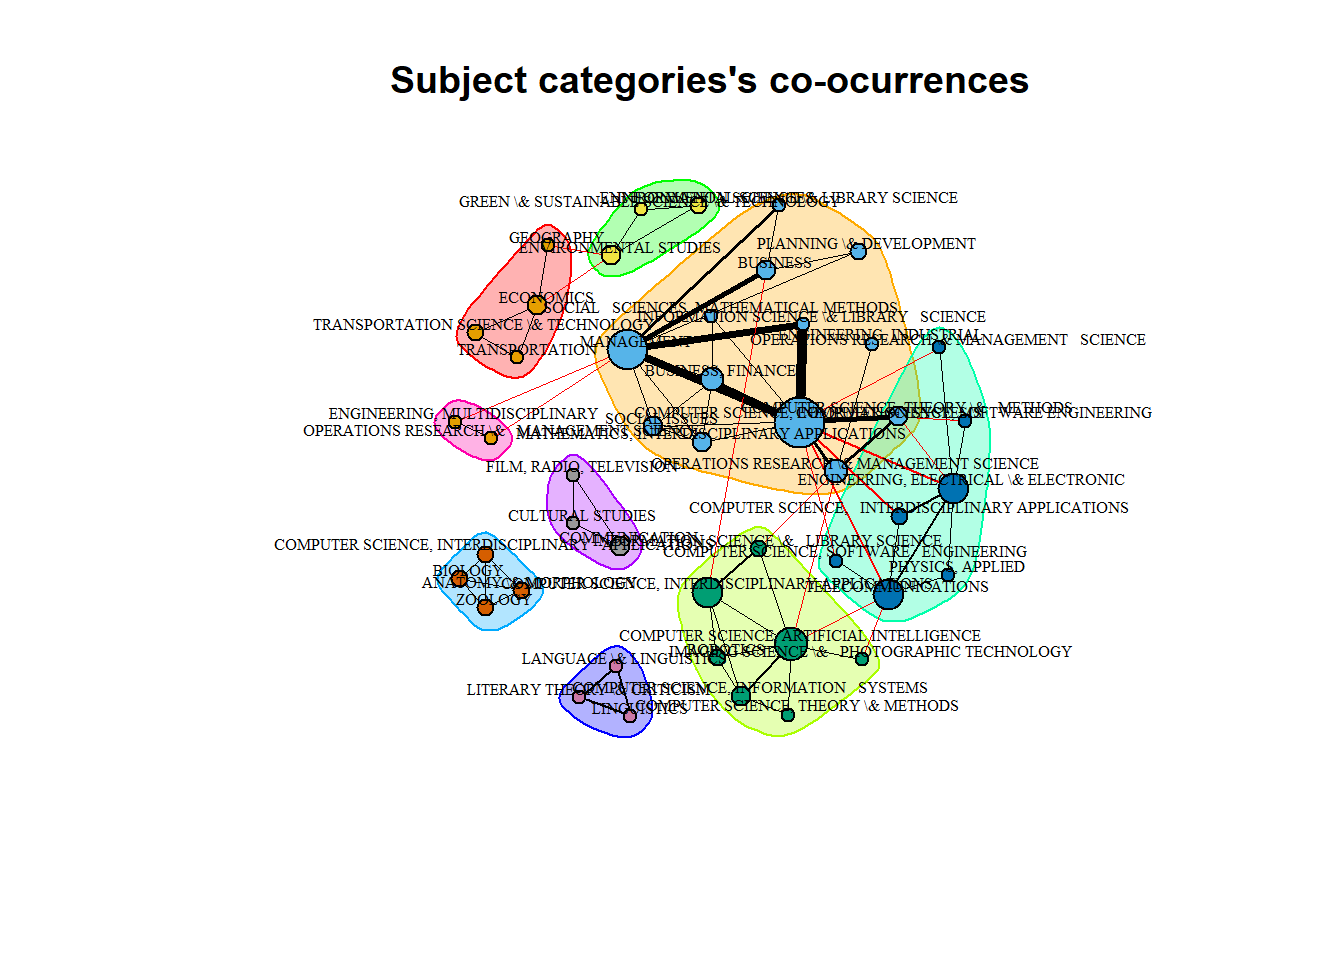 Subject categories's co-ocurrences
INFORMATION SCIENCE \& LIBRARY SCIENCE
GREEN \& SUSTAINABLE SCIENCE \& TECHNOLOGY
GEOGRAPHY
PLANNING \& DEVELOPMENT
ENVIRONMENTAL STUDIES
BUSINESS
ECONOMICS
SOCIAL SCIENCES, MATHEMATICAL METHODS
INFORMATION SCIENCE \& LIBRARY SCIENCE
TRANSPORTATION SCIENCE \& TECHNOLOGY
ENGINEERING, INDUSTRIAL
OPERATIONS RESEARCH \& MANAGEMENT SCIENCE
MANAGEMENT
TRANSPORTATION
BUSINESS, FINANCE
COMPUTER SCIENCE, THEORY \& METHODS
ENGINEERING, MULTIDISCIPLINARY
COMPUTER SCIENCE, INFORMATION SYSTEMS
SOFTWARE ENGINEERING
SOCIAL ISSUES
OPERATIONS RESEARCH \& MANAGEMENT SCIENCE
MATHEMATICS, INTERDISCIPLINARY APPLICATIONS
OPERATIONS RESEARCH \& MANAGEMENT SCIENCE
FILM, RADIO, TELEVISION
ENGINEERING, ELECTRICAL \& ELECTRONIC
COMPUTER SCIENCE, INTERDISCIPLINARY APPLICATIONS
CULTURAL STUDIES
COMMUNICATION
INFORMATION SCIENCE \& LIBRARY SCIENCE
COMPUTER SCIENCE, INTERDISCIPLINARY APPLICATIONS
COMPUTER SCIENCE, SOFTWARE ENGINEERING
PHYSICS, APPLIED
BIOLOGY
ANATOMY \& MORPHOLOGY
COMPUTER SCIENCE, INTERDISCIPLINARY APPLICATIONS
TELECOMMUNICATIONS
ZOOLOGY
COMPUTER SCIENCE, ARTIFICIAL INTELLIGENCE
ROBOTICS
IMAGING SCIENCE \& PHOTOGRAPHIC TECHNOLOGY
LANGUAGE \& LINGUISTICS
LITERARY THEORY \& CRITICISM
COMPUTER SCIENCE, INFORMATION SYSTEMS
LINGUISTICS
COMPUTER SCIENCE, THEORY \& METHODS